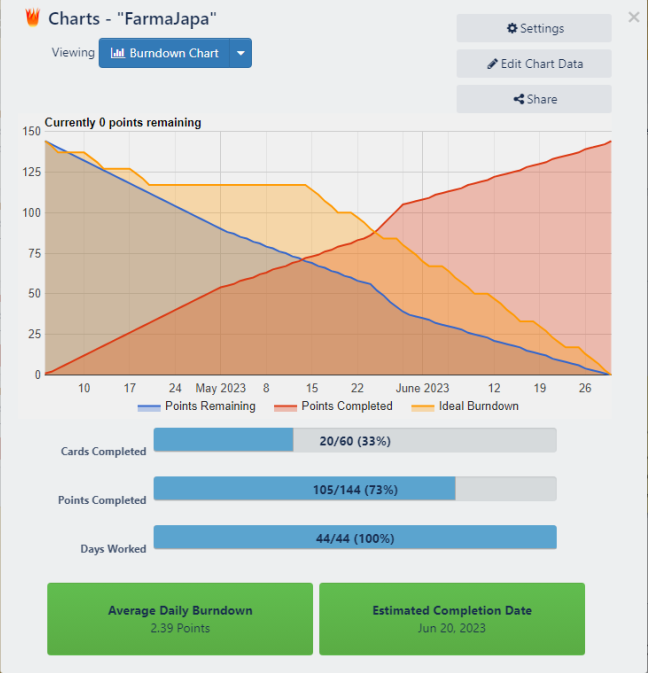 Charts - "FarmaJapa"
×
Viewing
Burndown Chart
Settings
Edit Chart Data
Share
Currently 0 points remaining
150
125
100
75
50
25
0
10 17 24 May 2023 8 15 22 June 2023 12 19 26
Points Remaining Points Completed Ideal Burndown
Cards Completed 20/60 (33%)
Points Completed 105/144 (73%)
Days Worked 44/44 (100%)
Average Daily Burndown
2.39 Points
Estimated Completion Date
Jun 20, 2023